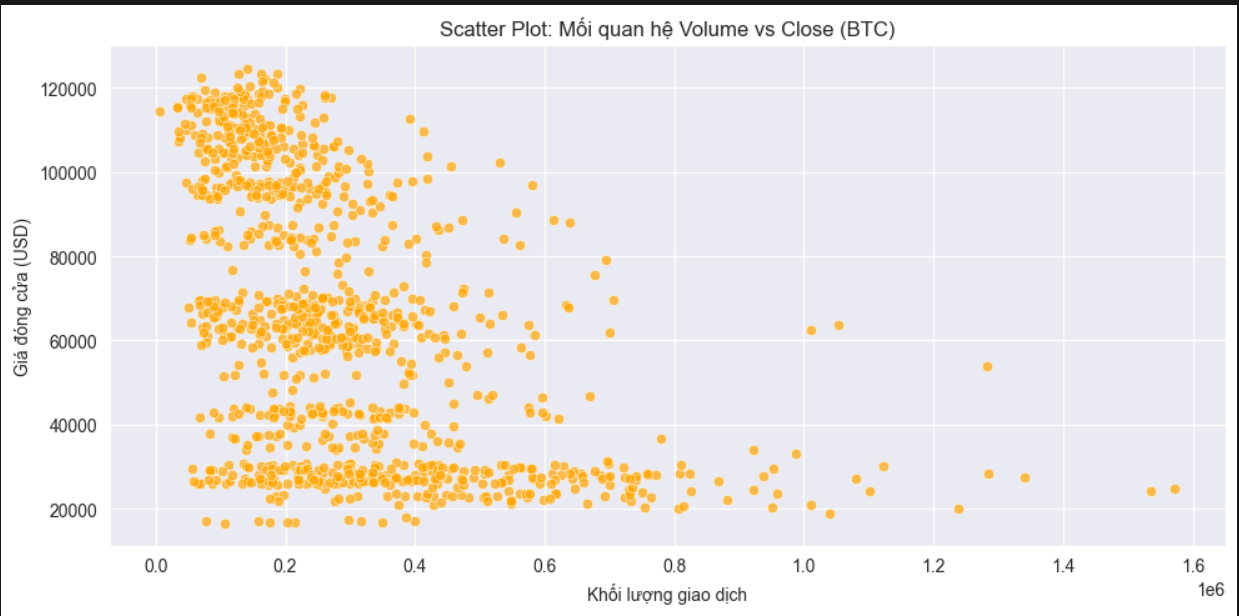 Scatter Plot: Mối quan hệ Volume vs Close (BTC)
Giá đóng cửa (USD)
120000
100000
80000
60000
40000
20000
0.0 0.2 0.4 0.6 0.8 1.0 1.2 1.4 1.6
1e6
Khối lượng giao dịch